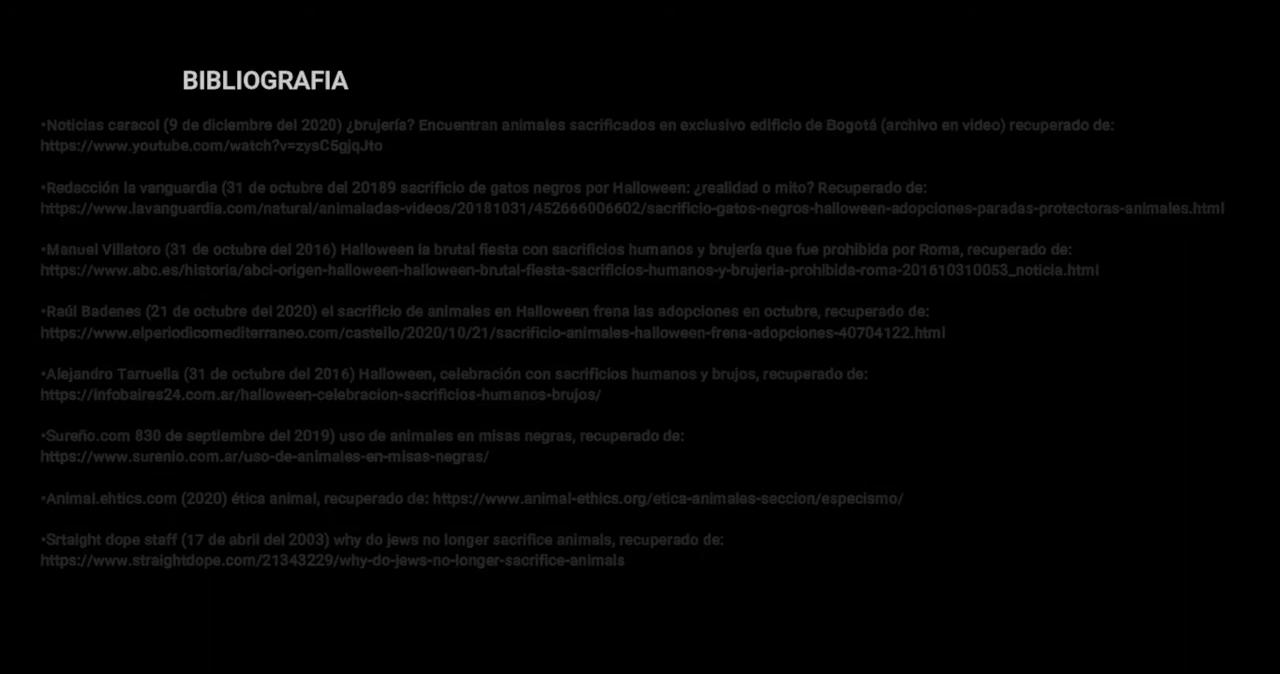 BIBLIOGRAFIA
•Noticias caracol (9 de diciembre del 2020) ¿brujería? Encuentran animales sacrificados en exclusivo edificio de Bogotá (archivo en video) recuperado de:
https://www.youtube.com/watch?v=zysC5gjqJto
•Redacción la vanguardia (31 de octubre del 20189 sacrificio de gatos negros por Halloween: ¿realidad o mito? Recuperado de:
https://www.lavanguardia.com/natural/animaladas-videos/20181031/452666006602/sacrificio-gatos-negros-halloween-adopciones-paradas-protectoras-animales.html
•Manuel Villatoro (31 de octubre del 2016) Halloween la brutal fiesta con sacrificios humanos y brujería que fue prohibida por Roma, recuperado de:
https://www.abc.es/historia/abci-origen-halloween-halloween-brutal-fiesta-sacrificios-humanos-y-brujeria-prohibida-roma-201610310053_noticia.html
•Raúl Badenes (21 de octubre del 2020) el sacrificio de animales en Halloween frena las adopciones en octubre, recuperado de:
https://www.elperiodicomediterraneo.com/castello/2020/10/21/sacrificio-animales-halloween-frena-adopciones-40704122.html
•Alejandro Tarruella (31 de octubre del 2016) Halloween, celebración con sacrificios humanos y brujos, recuperado de:
https://infobaires24.com.ar/halloween-celebracion-sacrificios-humanos-brujos/
•Sureño.com 830 de septiembre del 2019) uso de animales en misas negras, recuperado de:
https://www.surenio.com.ar/uso-de-animales-en-misas-negras/
•Animal.ehtics.com (2020) ética animal, recuperado de: https://www.animal-ethics.org/etica-animales-seccion/especismo/
•Srtaight dope staff (17 de abril del 2003) why do jews no longer sacrifice animals, recuperado de:
https://www.straightdope.com/21343229/why-do-jews-no-longer-sacrifice-animals